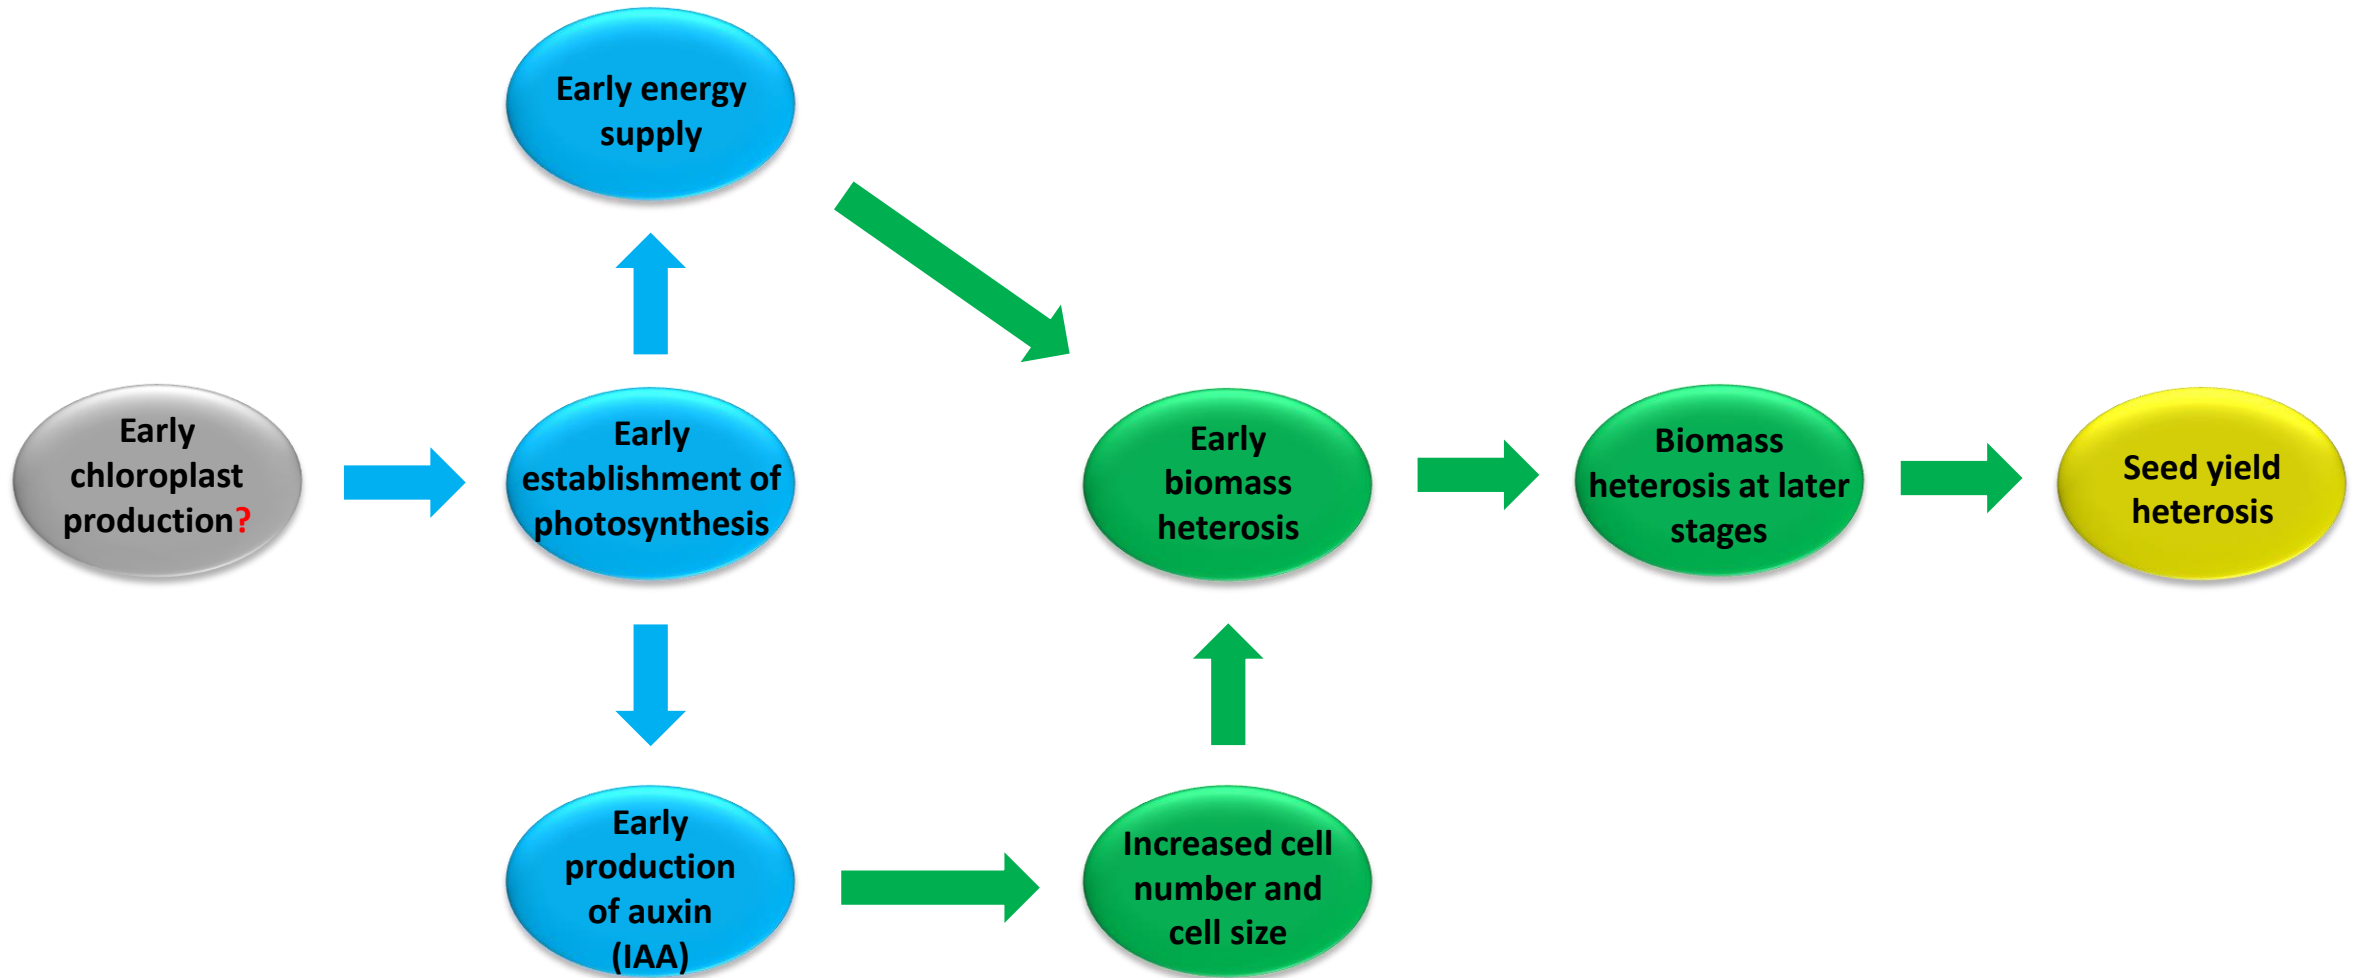 Early energy
supply
Early
chloroplast
production?
Early
establishment of
photosynthesis
Early
biomass
heterosis
Biomass
heterosis at later
stages
Seed yield
heterosis
Early
production
of auxin
(IAA)
Increased cell
number and
cell size